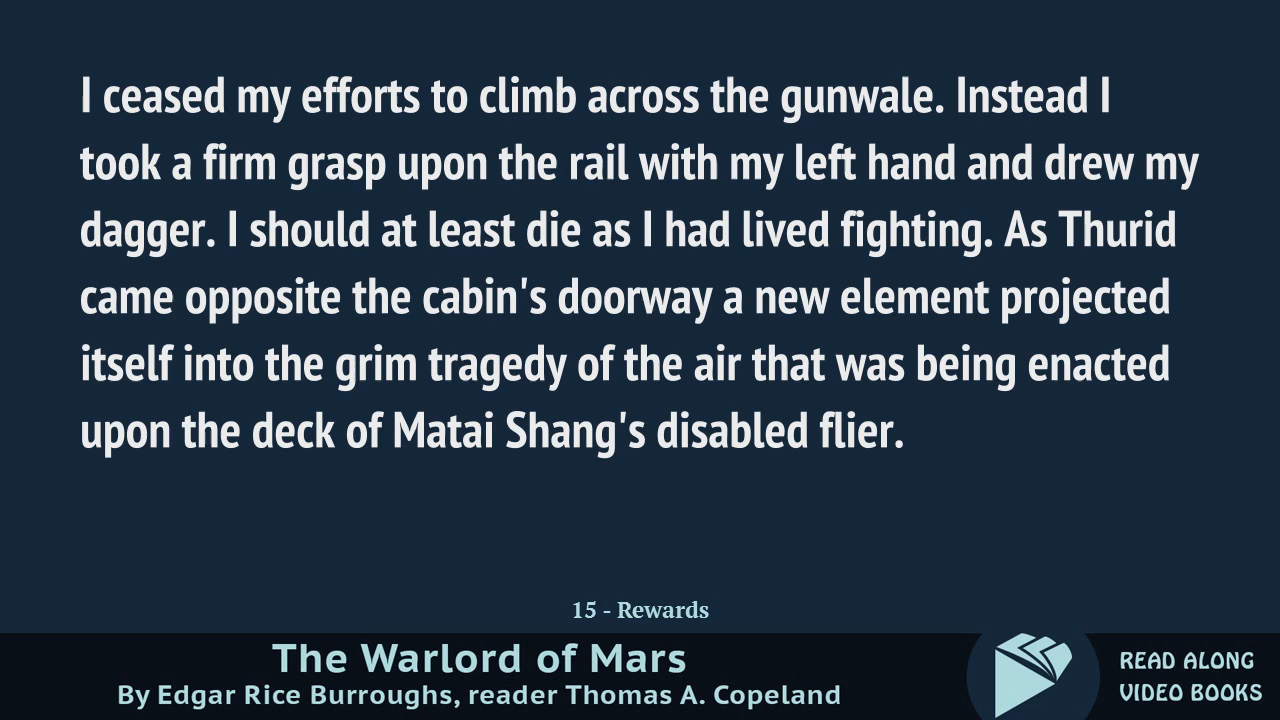 I ceased my efforts to climb across the gunwale. Instead I
took a firm grasp upon the rail with my left hand and drew my
dagger. I should at least die as I had lived fighting. As Thurid
came opposite the cabin's doorway a new element projected
itself into the grim tragedy of the air that was being enacted
upon the deck of Matai Shang's disabled flier.
15 - Rewards
The Warlord of Mars
By Edgar Rice Burroughs, reader Thomas A. Copeland
READ ALONG
VIDEO BOOKS